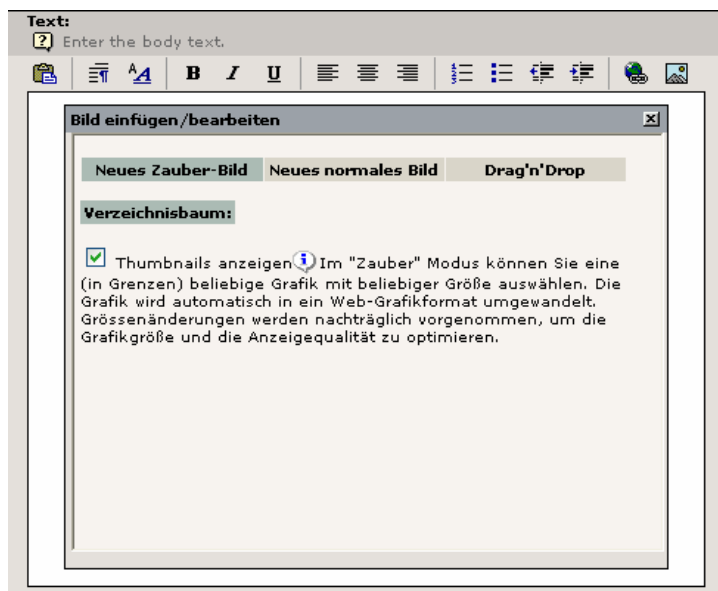 Text:
Enter the body text.
Bild einfügen/bearbeiten
Neues Zauber-Bild Neues normales Bild Drag'n'Drop
Verzeichnisbaum:
Thumbnails anzeigen Im "Zauber" Modus können Sie eine
(in Grenzen) beliebige Grafik mit beliebiger Größe auswählen. Die
Grafik wird automatisch in ein Web-Grafikformat umgewandelt.
Grössenänderungen werden nachträglich vorgenommen, um die
Grafikgröße und die Anzeigequalität zu optimieren.